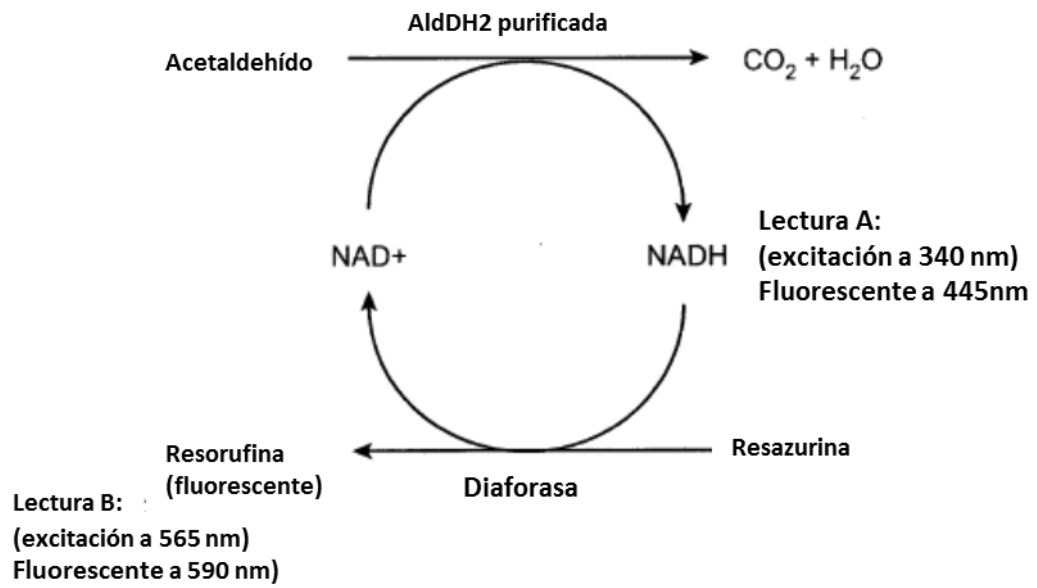 AldDH2 purificada
Acetaldehído
CO₂ + H₂O
NAD+
NADH
Lectura A:
(excitación a 340 nm)
Fluorescente a 445nm
Resorufina
(fluorescente)
Diaforasa
Resazurina
Lectura B:
(excitación a 565 nm)
Fluorescente a 590 nm)